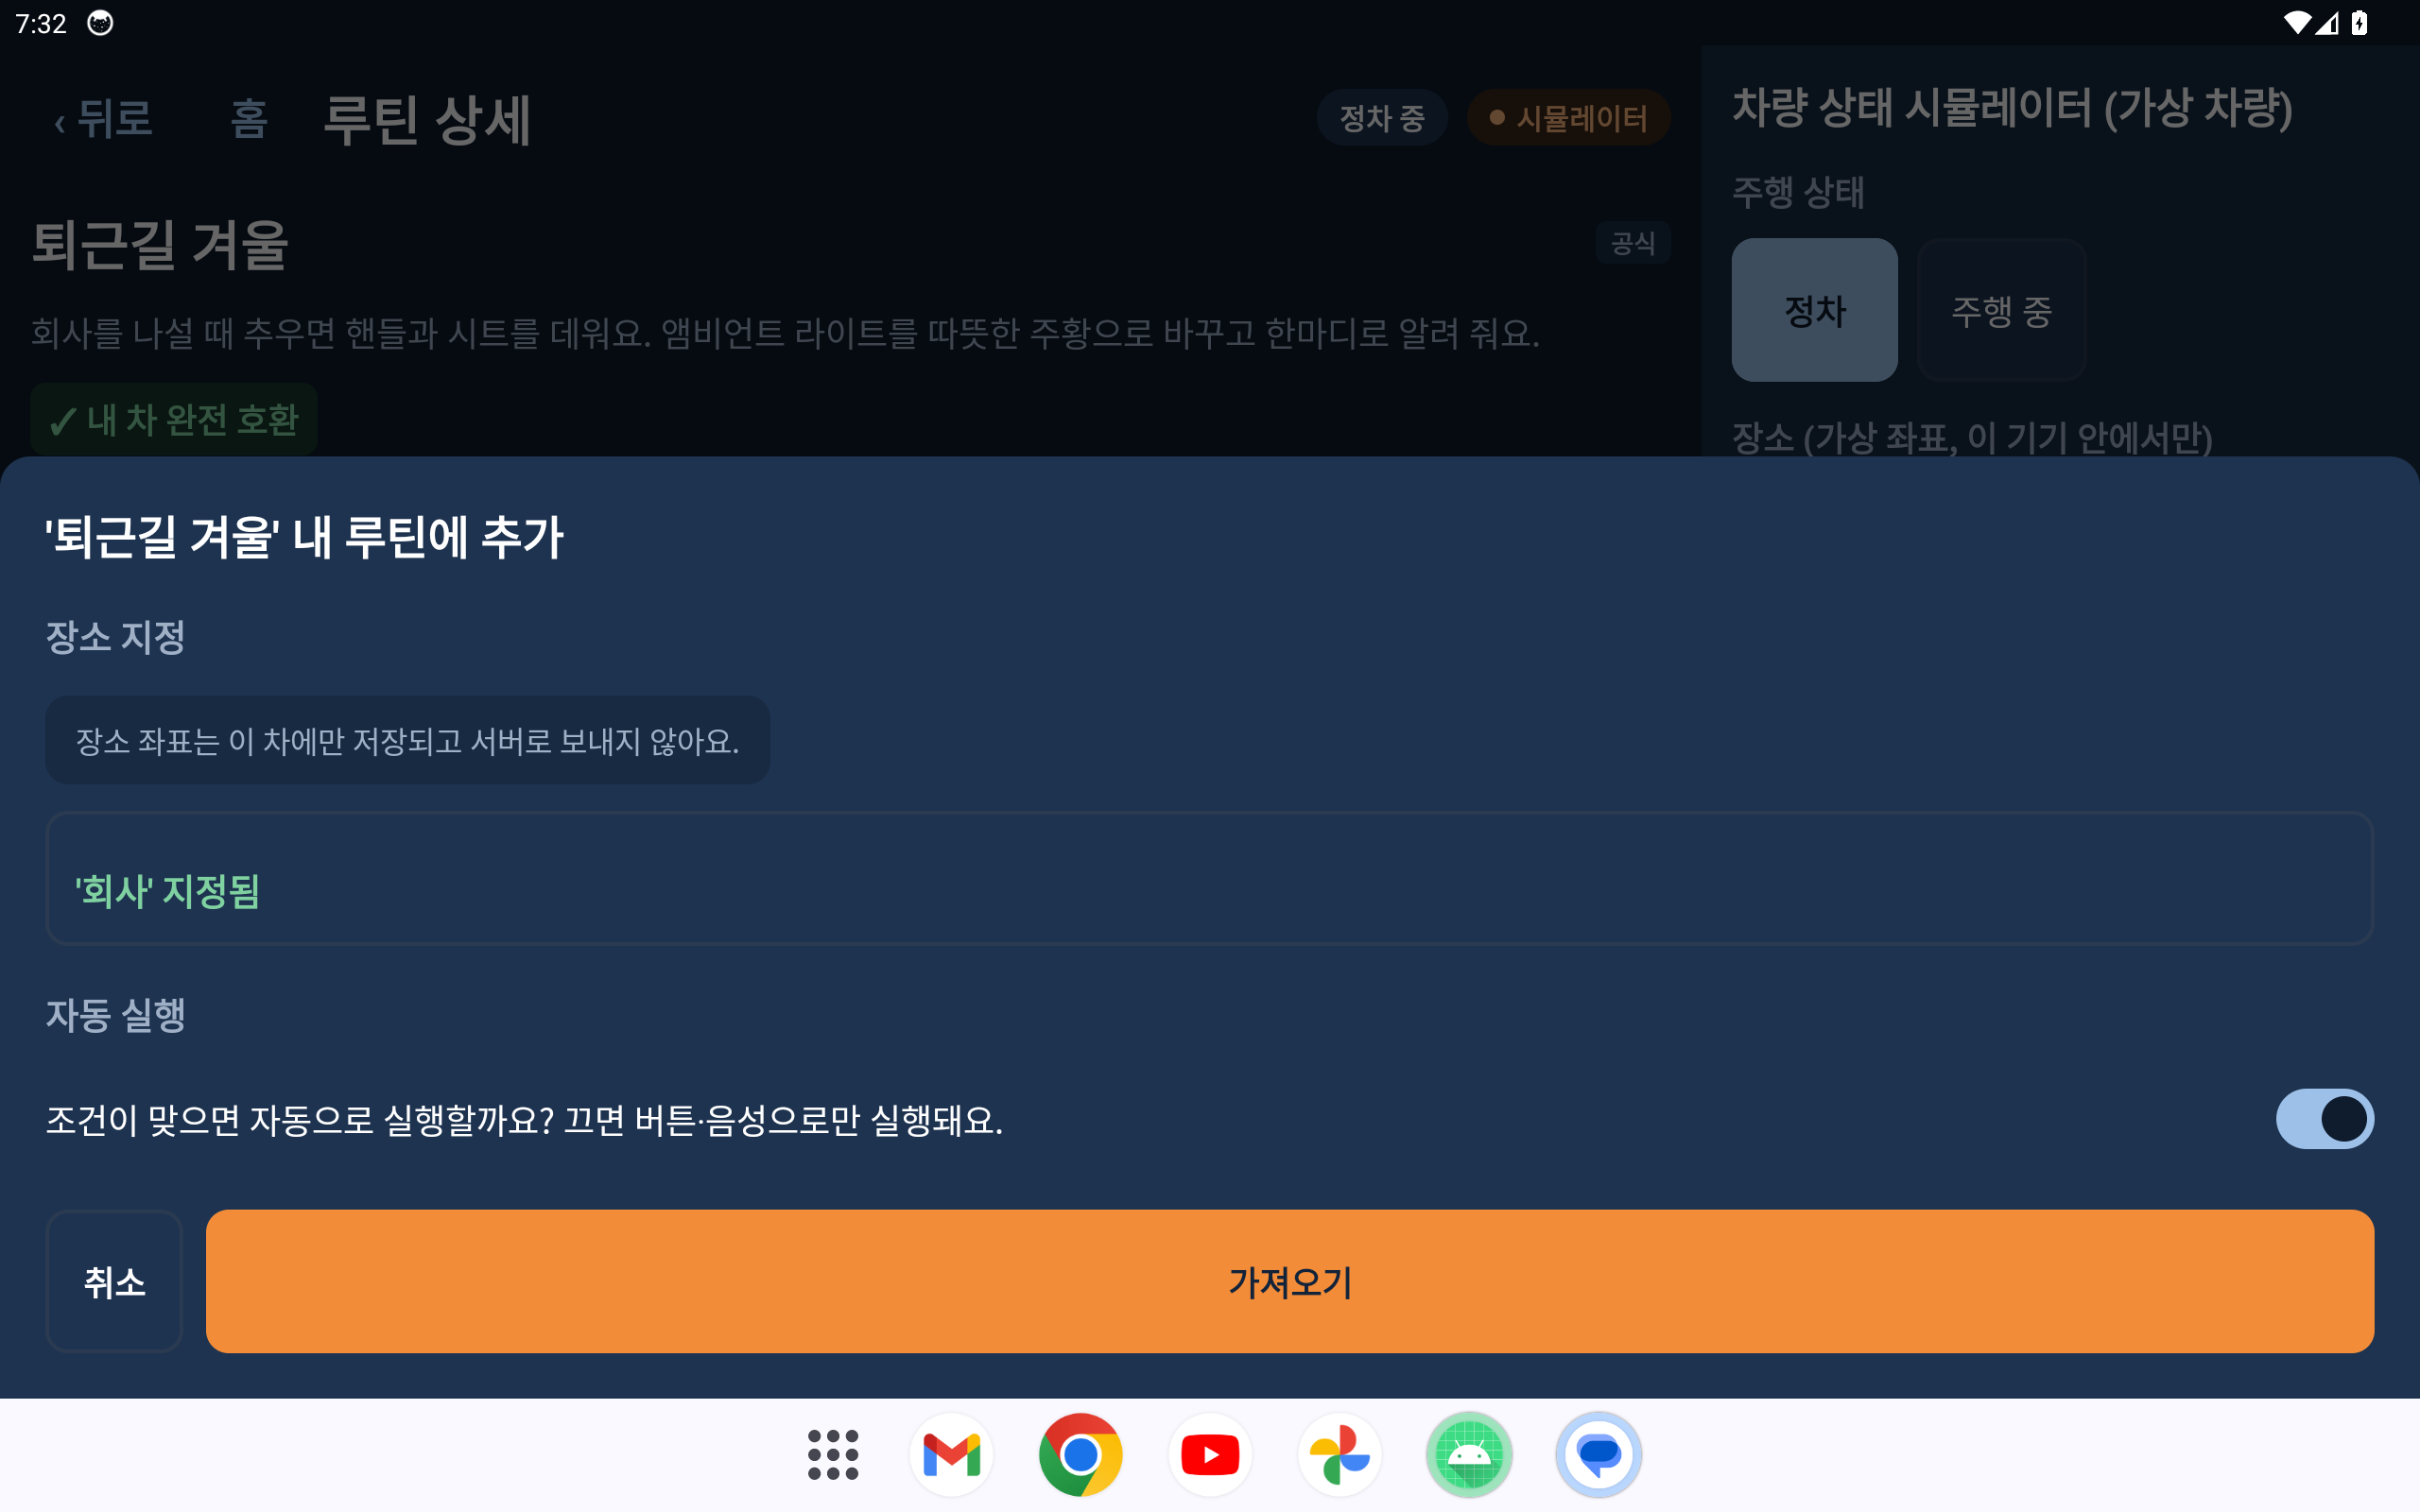 7:32
‹ 뒤로 홈 루틴 상세 정차 중 시뮬레이터
퇴근길 겨울 공식
회사를 나설 때 추우면 핸들과 시트를 데워요. 앰비언트 라이트를 따뜻한 주황으로 바꾸고 한마디로 알려 줘요.
✓ 내 차 완전 호환
차량 상태 시뮬레이터 (가상 차량)
주행 상태
정차 주행 중
장소 (가상 좌표, 이 기기 안에서만)
'퇴근길 겨울' 내 루틴에 추가
장소 지정
장소 좌표는 이 차에만 저장되고 서버로 보내지 않아요.
'회사' 지정됨
자동 실행
조건이 맞으면 자동으로 실행할까요? 끄면 버튼·음성으로만 실행돼요.
취소 가져오기